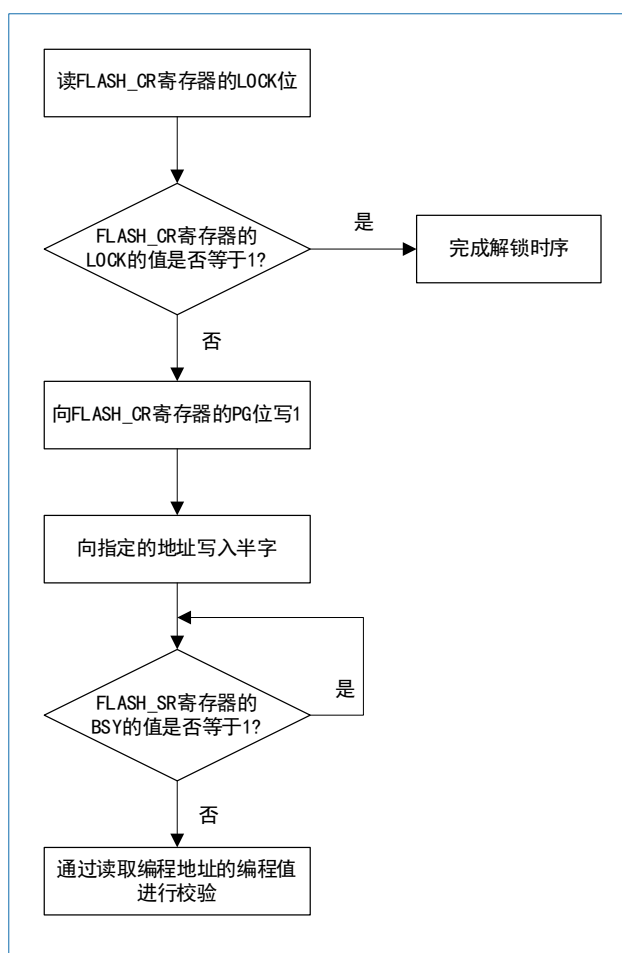 读FLASH_CR寄存器的LOCK位
FLASH_CR寄存器的
LOCK的值是否等于1?
是
完成解锁时序
否
向FLASH_CR寄存器的PG位写1
向指定的地址写入半字
FLASH_SR寄存器的
BSY的值是否等于1?
是
否
通过读取编程地址的编程值
进行校验